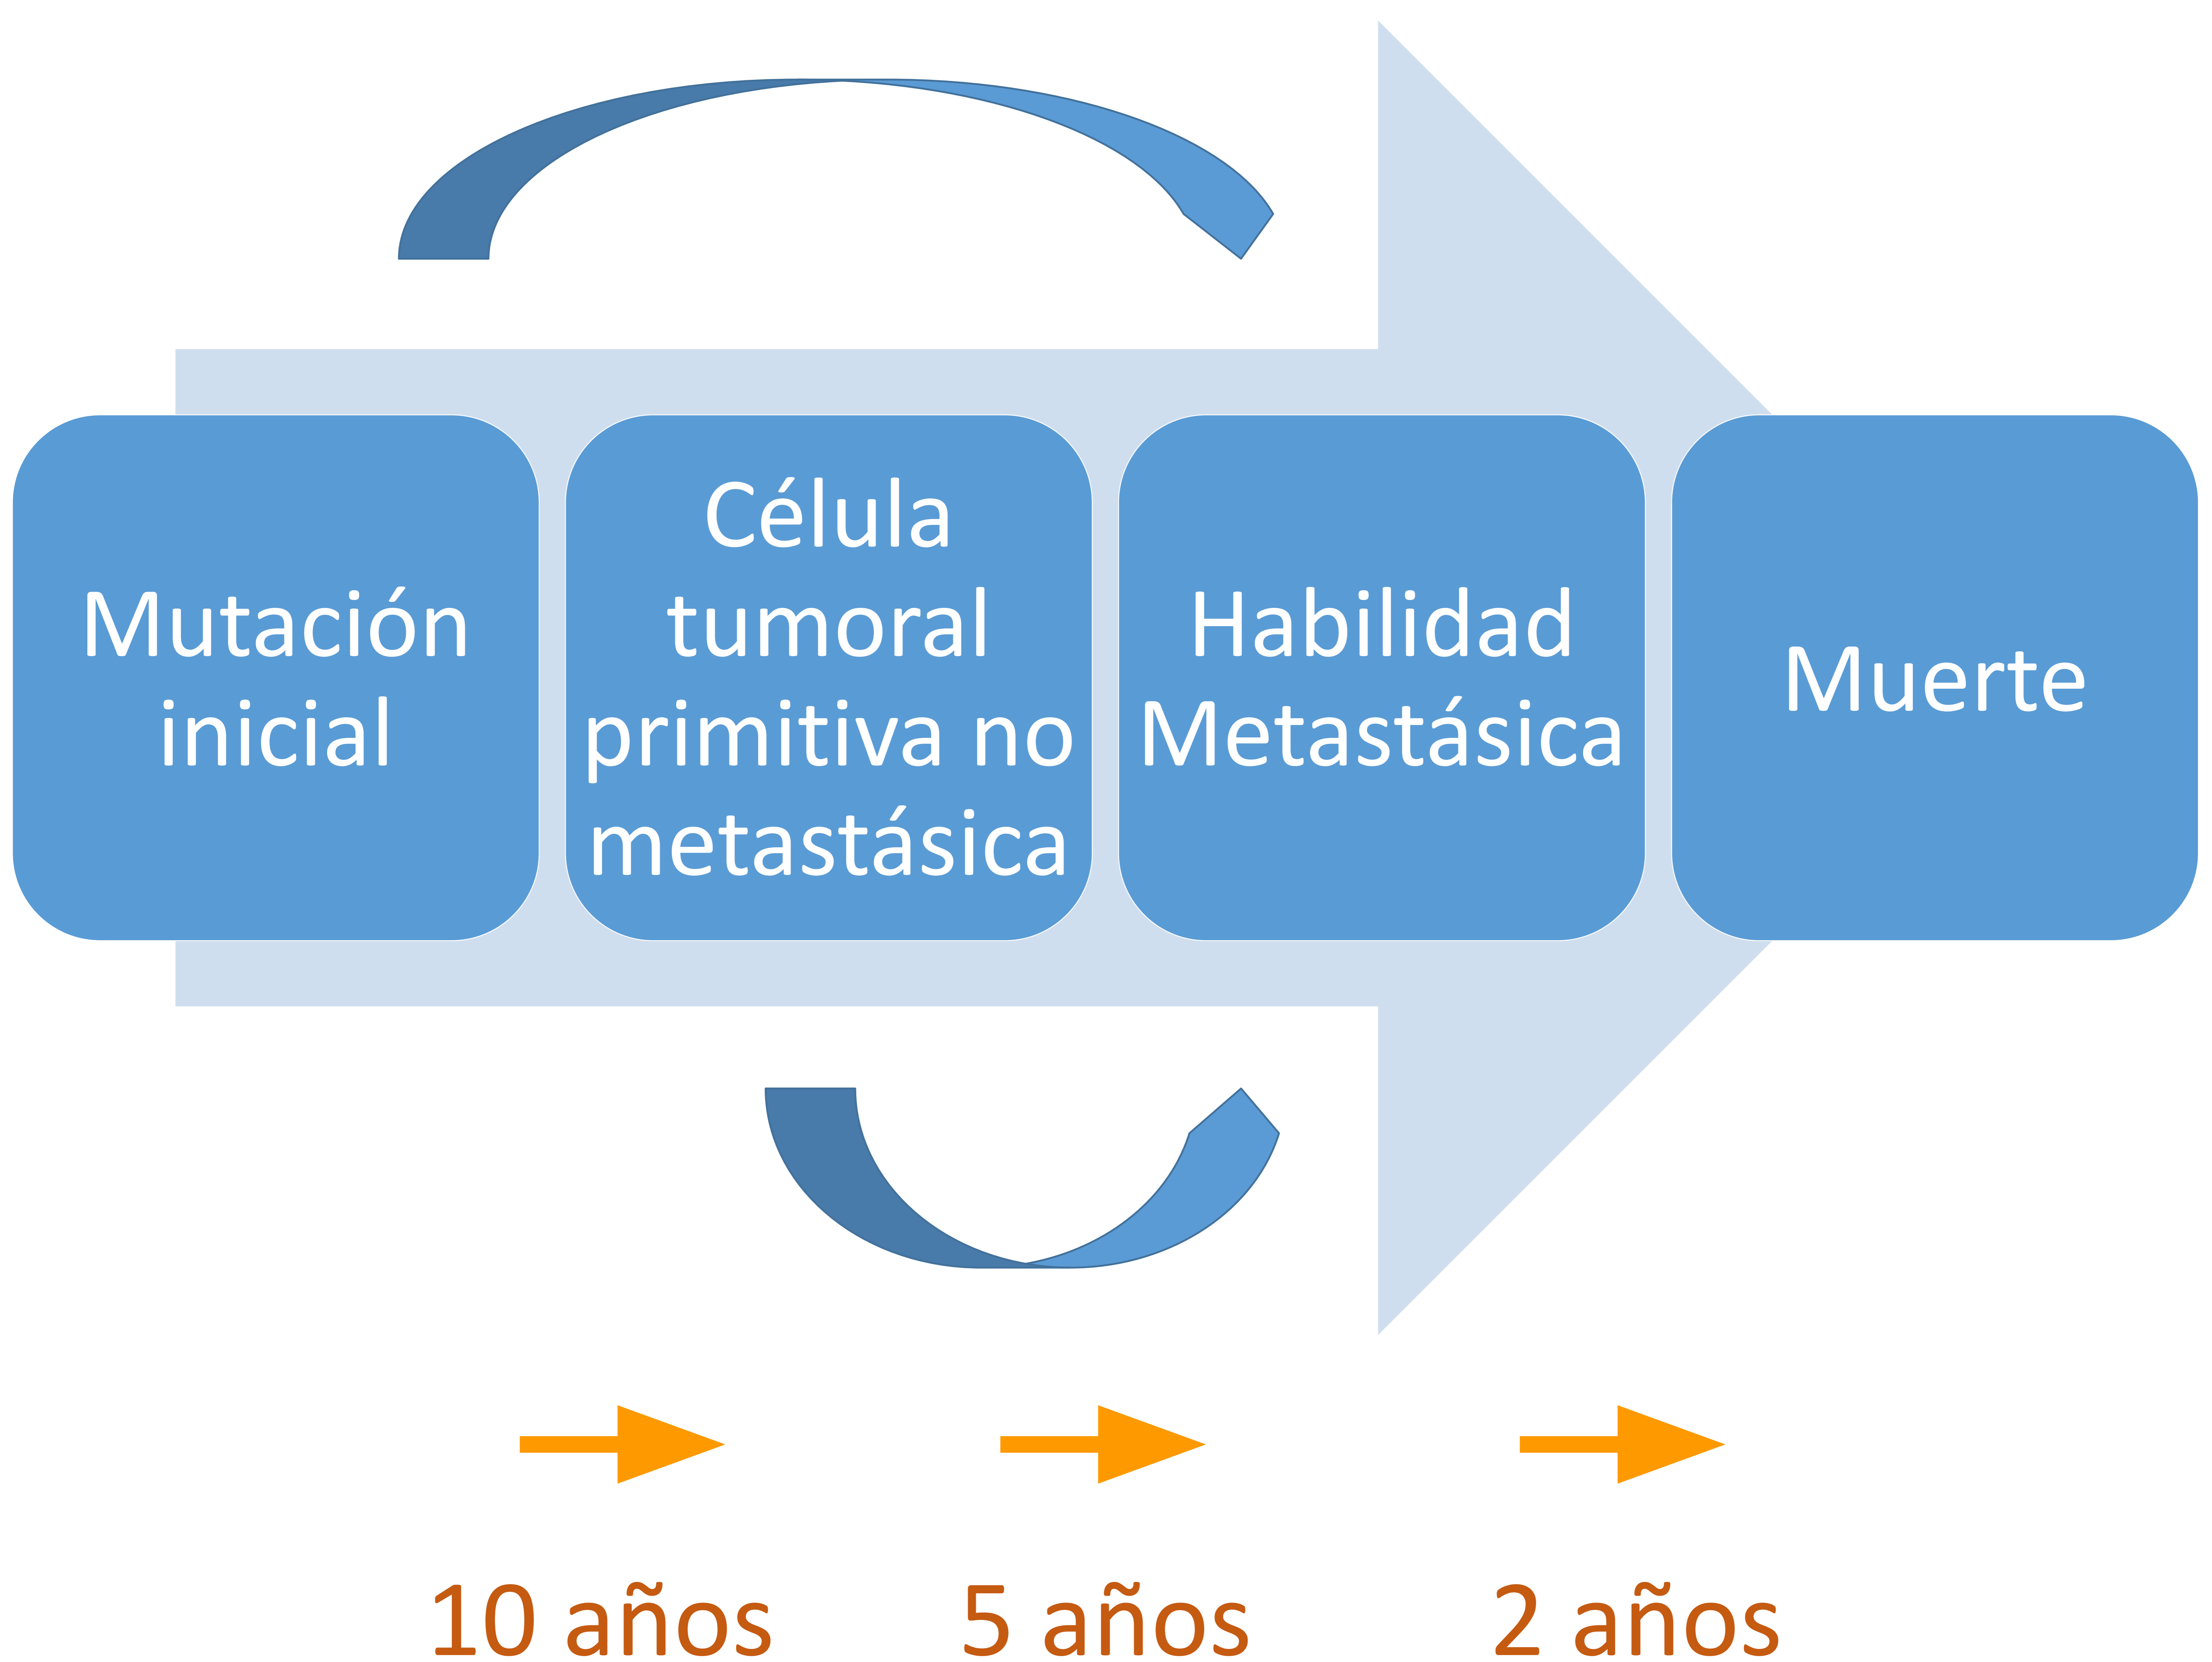 Mutación
inicial
Célula
tumoral
primitiva no
metastásica
Habilidad
Metastásica
Muerte
10 años
5 años
2 años